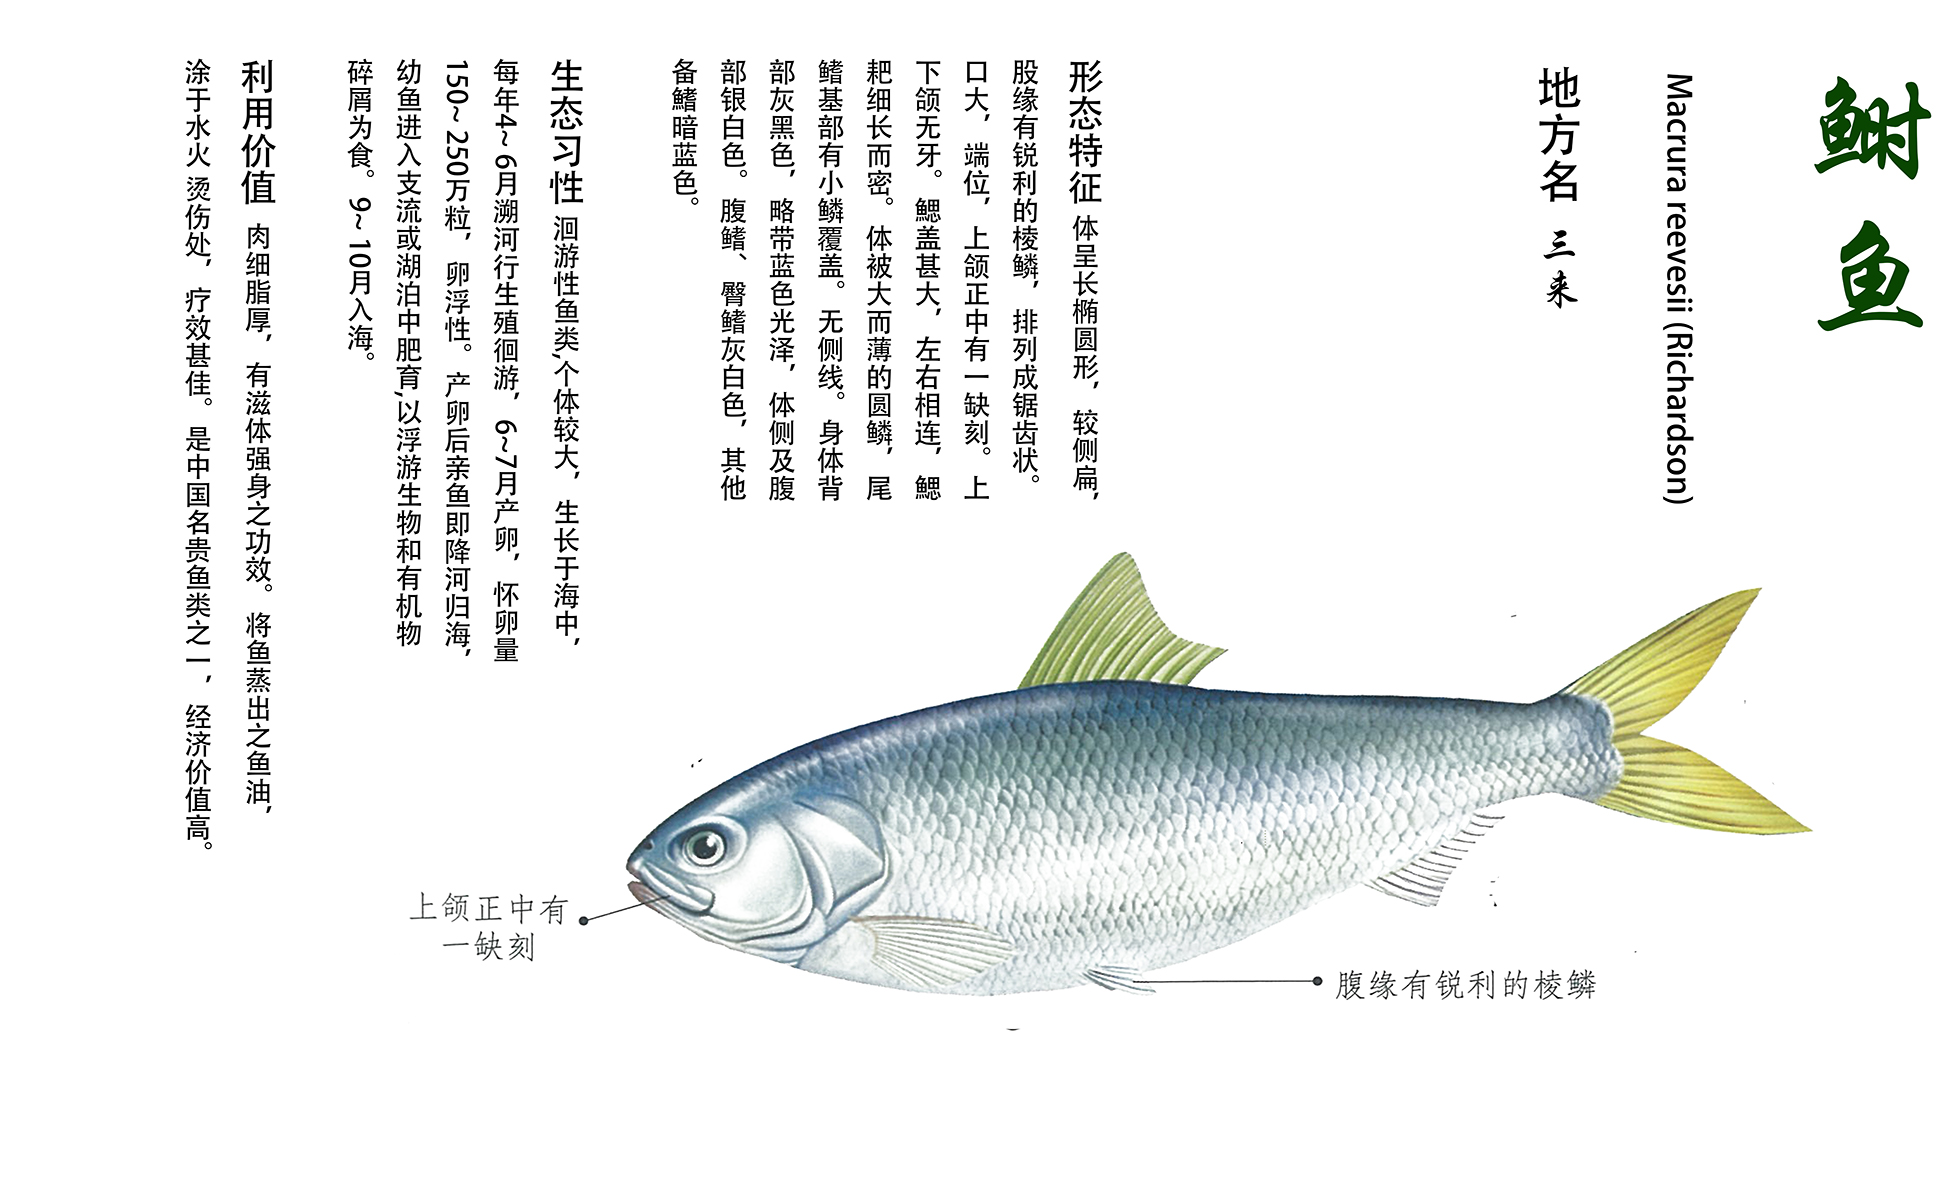 鲥鱼
Macrura reevesii (Richardson)
地方名 三来
形态特征 体呈长椭圆形，较侧扁，
股缘有锐利的棱鳞，排列成锯齿状。
口大，端位，上颌正中有一缺刻。上
下颌无牙。鳃盖甚大，左右相连，鳃
耙细长而密。体被大而薄的圆鳞，尾
鳍基部有小鳞覆盖。无侧线。身体背
部灰黑色，略带蓝色光泽，体侧及腹
部银白色。腹鳍、臀鳍灰白色，其他
备鳍暗蓝色。
生态习性 洄游性鱼类,个体较大，生长于海中，
每年4~6月溯河行生殖徊游，6~7月产卵，怀卵量
150~250万粒，卵浮性。产卵后亲鱼即降河归海，
幼鱼进入支流或湖泊中肥育,以浮游生物和有机物
碎屑为食。9~10月入海。
利用价值 肉细脂厚，有滋体强身之功效。将鱼蒸出之鱼油，
涂于水火 烫伤处，疗效甚佳。是中国名贵鱼类之一，经济价值高。
上颌正中有
一缺刻
腹缘有锐利的棱鳞